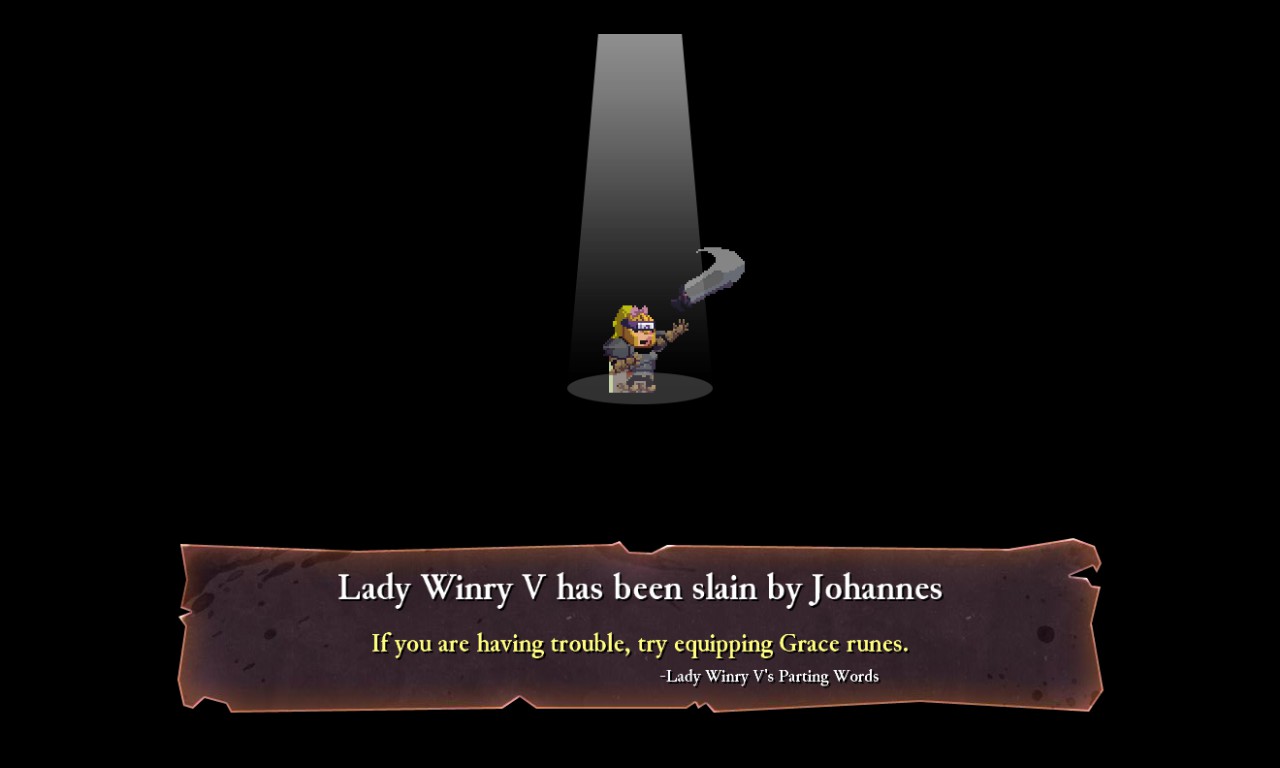 Lady Winry V has been slain by Johannes
If you are having trouble, try equipping Grace runes.
-Lady Winry V's Parting Words